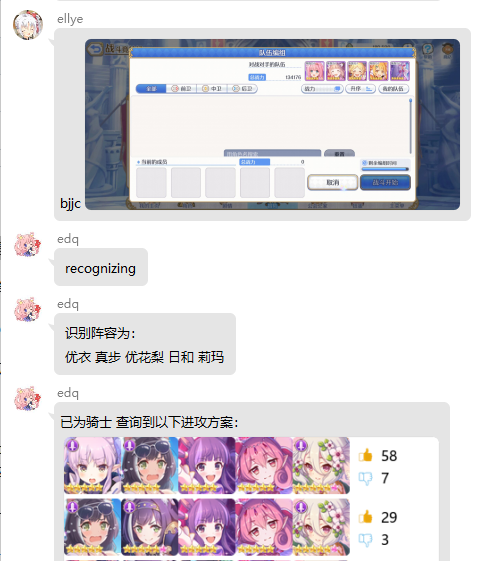 ellye
队伍编组
对战对手的队伍
总战力 134176
全部 前卫 中卫 后卫 战力 升序 我的队伍
当前的成员 总战力 0
取消 战斗开始
bjjc
edq
recognizing
edq
识别阵容为:
优衣 真步 优花梨 日和 莉玛
edq
已为骑士 查询到以下进攻方案:
58
7
29
3